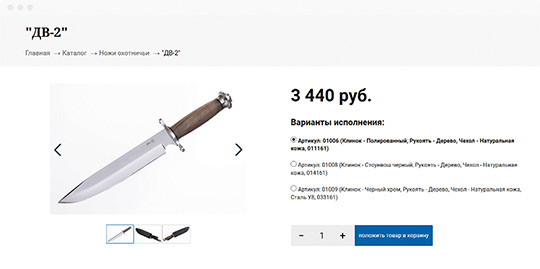 "ДВ-2"
Главная → Каталог → Ножи охотничьи → "ДВ-2"
3 440 руб.
Варианты исполнения:
Артикул: 01006 (Клинок - Полированный, Рукоять - Дерево, Чехол - Натуральная
кожа, 011161)
Артикул: 01008 (Клинок - Стоунвош черный, Рукоять - Дерево, Чехол - Натуральная
кожа, 014161)
Артикул: 01009 (Клинок - Черный хром, Рукоять - Дерево, Чехол - Натуральная кожа,
Сталь У8, 033161)
− 1 + положить товар в корзину